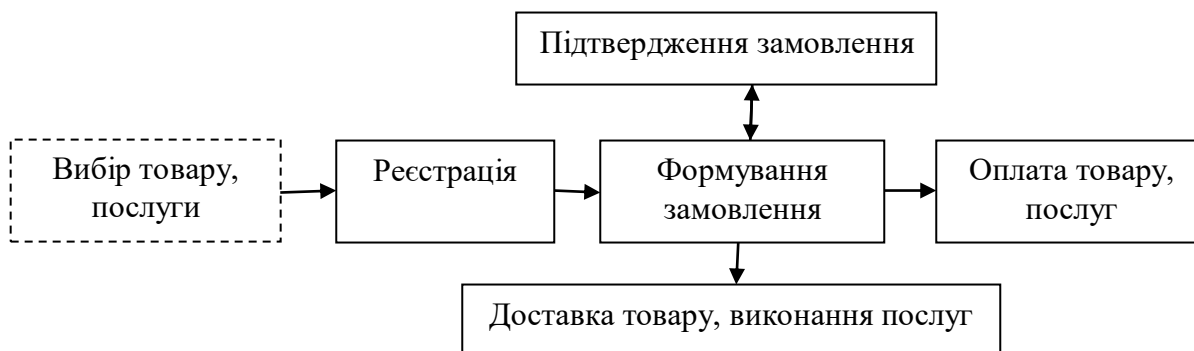 Підтвердження замовлення
Вибір товару,
послуги
Реєстрація
Формування
замовлення
Оплата товару,
послуг
Доставка товару, виконання послуг